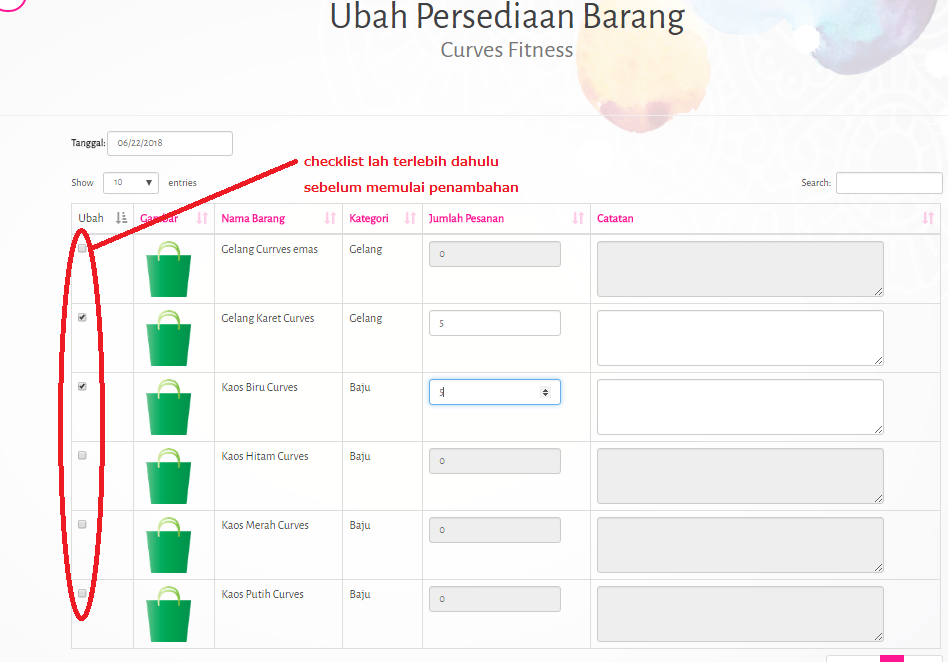 Ubah Persediaan Barang
Curves Fitness
Tanggal: 06/22/2018
checklist lah terlebih dahulu
sebelum memulai penambahan
Show 10 entries
Search:
Ubah Gambar Nama Barang Kategori Jumlah Pesanan Catatan
Gelang Currves emas Gelang 0
Gelang Karet Curves Gelang 5
Kaos Biru Curves Baju 5
Kaos Hitam Curves Baju 0
Kaos Merah Curves Baju 0
Kaos Putih Curves Baju 0